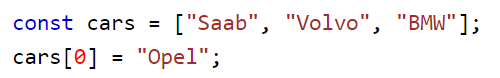 const cars = ["Saab", "Volvo", "BMW"];
cars[0] = "Opel";